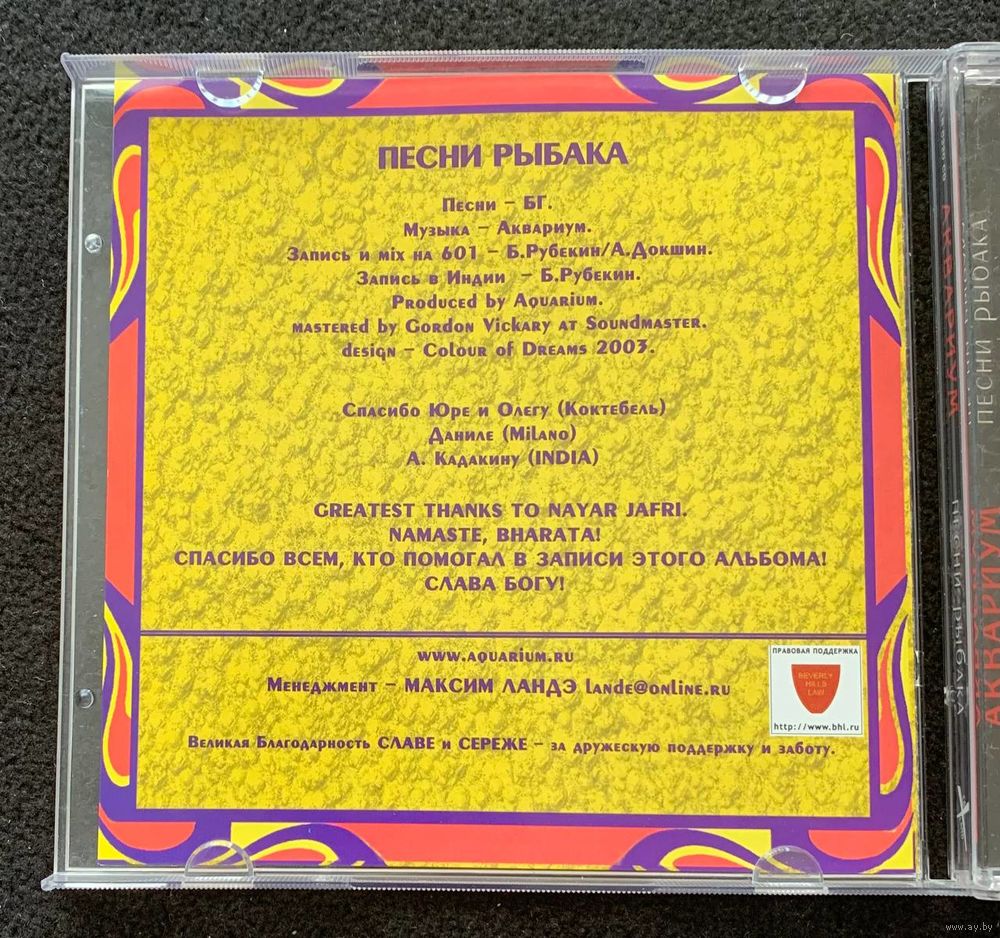 ПЕСНИ РЫБАКА
Песни – БГ.
Музыка – Аквариум.
Запись и mix на 601 – Б.Рубекин/А.Докшин.
Запись в Индии – Б.Рубекин.
Produced by Aquarium.
mastered by Gordon Vickary at Soundmaster.
design – Colour of Dreams 2003.
Спасибо Юре и Олегу (Коктебель)
Даниле (Milano)
А. Кадакину (INDIA)
GREATEST THANKS TO NAYAR JAFRI.
NAMASTE, BHARATA!
СПАСИБО ВСЕМ, КТО ПОМОГАЛ В ЗАПИСИ ЭТОГО АЛЬБОМА!
СЛАВА БОГУ!
www.aquarium.ru
Менеджмент – МАКСИМ ЛАНДЭ lande@online.ru
Великая Благодарность СЛАВЕ и СЕРЕЖЕ – за дружескую поддержку и заботу.
ПРАВОВАЯ ПОДДЕРЖКА
BEVERLY
HILLS
LAW
http://www.bhl.ru
АКВАРИУМ ПЕСНИ РЫБАКА
www.ay.by